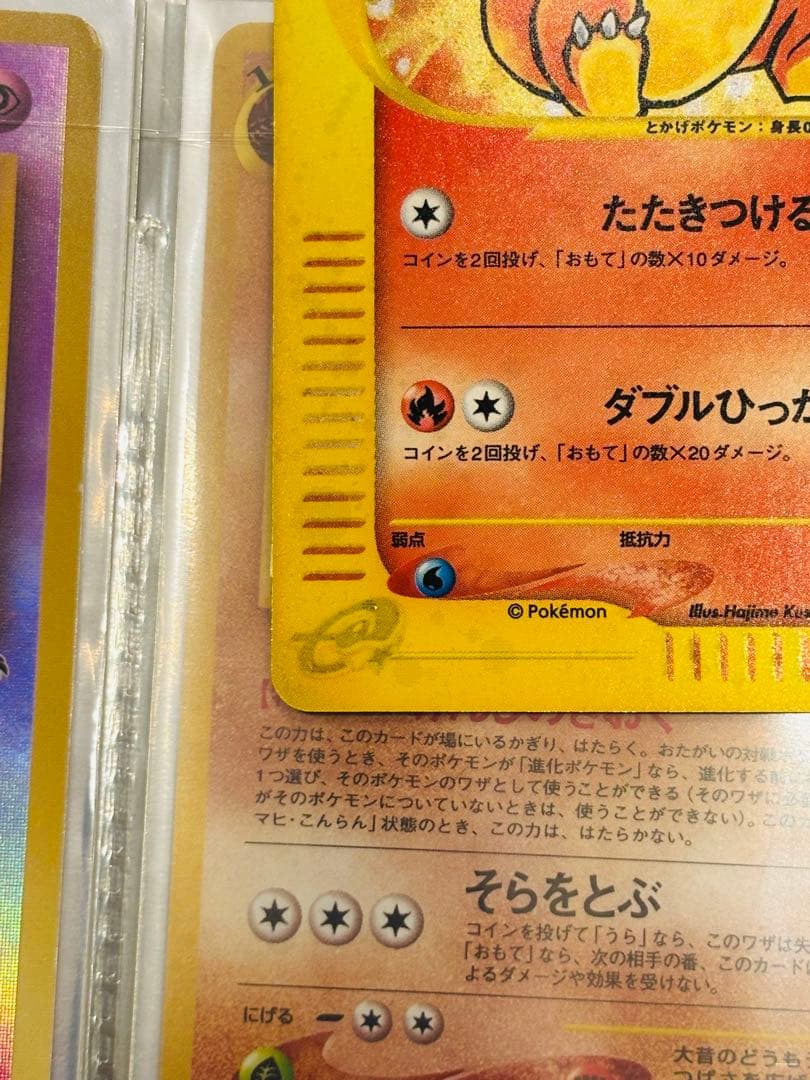 とかげポケモン：身長0
たたきつける
コインを2回投げ、「おもて」の数×10ダメージ。
ダブルひっか
コインを2回投げ、「おもて」の数×20ダメージ。
弱点
抵抗力
© Pokémon
Illus. Hajime Kus
この力は、このカードが場にいるかぎり、はたらく。おたがいの対戦
ワザを使うとき、そのポケモンが「進化ポケモン」なら、進化する前
1つ選び、そのポケモンのワザとして使うことができる（そのワザに必
がそのポケモンについていないときは、使うことができない）。この
マヒ・こんらん」状態のとき、この力は、はたらかない。
そらをとぶ
コインを投げて「うら」なら、このワザは失
「おもて」なら、次の相手の番、このカード
よるダメージや効果を受けない。
にげる
大昔のどうも